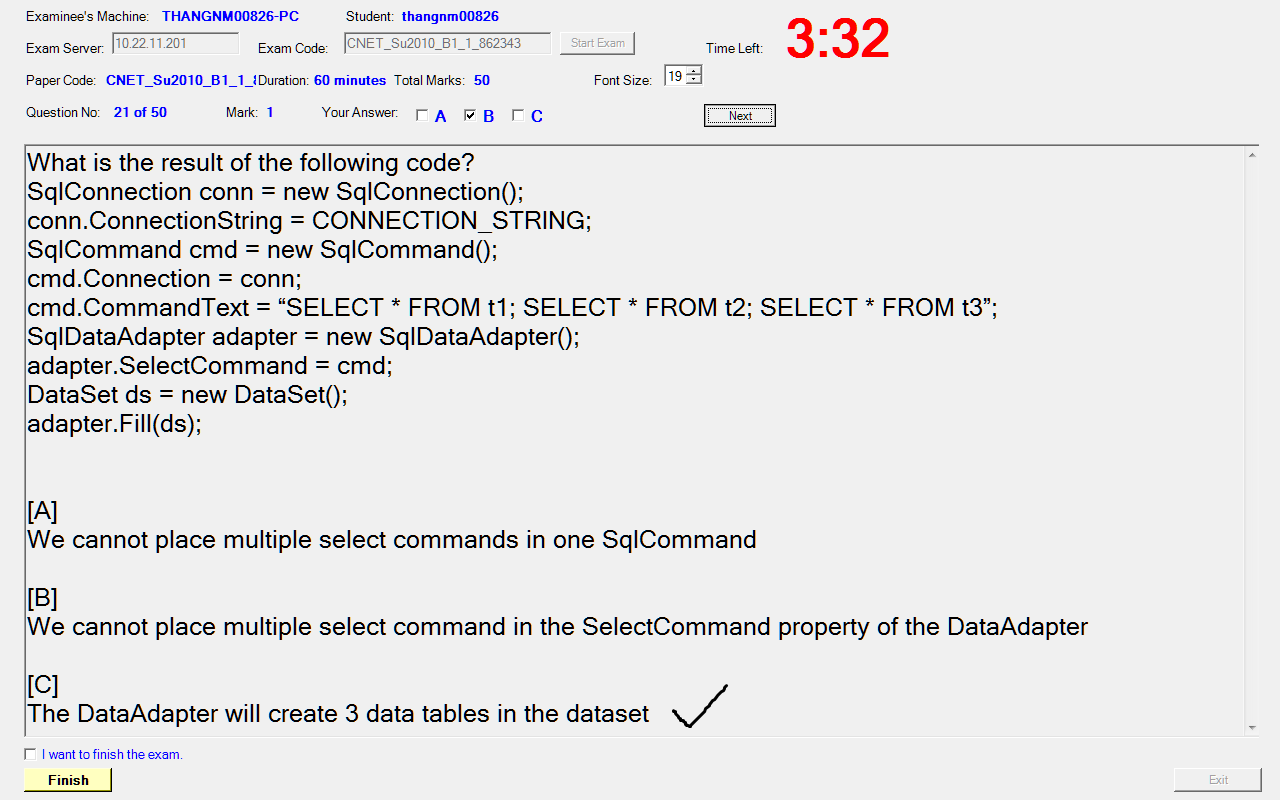 Examinee's Machine: THANGNM00826-PC Student: thangnm00826
Exam Server: 10.22.11.201 Exam Code: CNET_Su2010_B1_1_862343 Start Exam Time Left: 3:32
Paper Code: CNET_Su2010_B1_1_ Duration: 60 minutes Total Marks: 50 Font Size: 19
Question No: 21 of 50 Mark: 1 Your Answer: A B C Next
What is the result of the following code?
SqlConnection conn = new SqlConnection();
conn.ConnectionString = CONNECTION_STRING;
SqlCommand cmd = new SqlCommand();
cmd.Connection = conn;
cmd.CommandText = “SELECT * FROM t1; SELECT * FROM t2; SELECT * FROM t3”;
SqlDataAdapter adapter = new SqlDataAdapter();
adapter.SelectCommand = cmd;
DataSet ds = new DataSet();
adapter.Fill(ds);
[A]
We cannot place multiple select commands in one SqlCommand
[B]
We cannot place multiple select command in the SelectCommand property of the DataAdapter
[C]
The DataAdapter will create 3 data tables in the dataset
I want to finish the exam.
Finish Exit